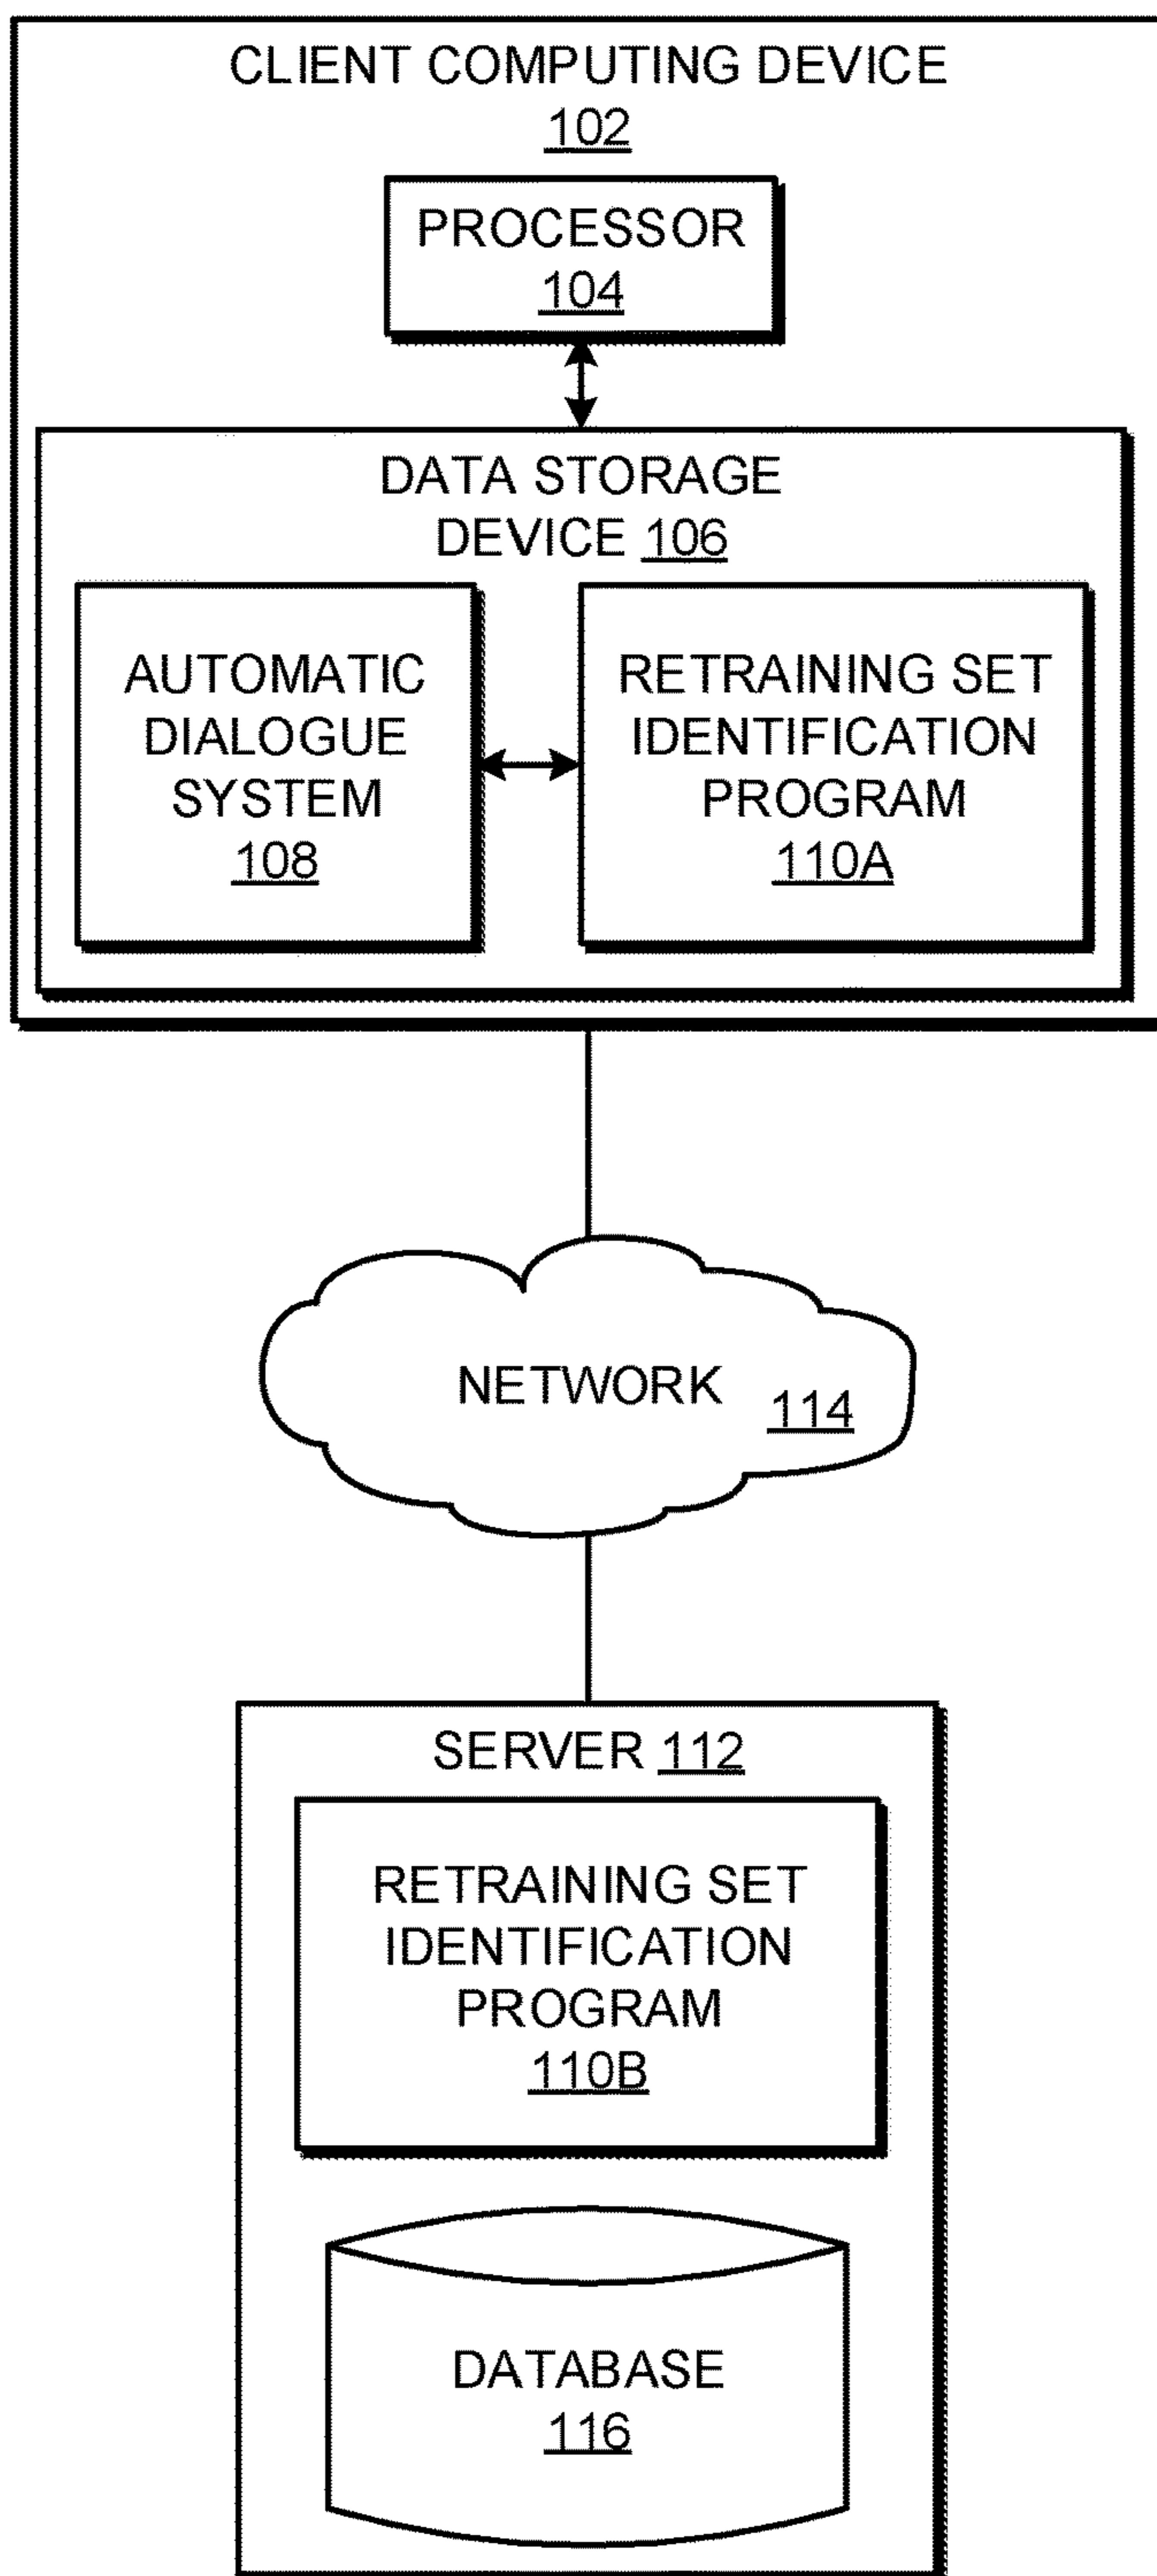 CLIENT COMPUTING DEVICE
102
PROCESSOR
104
DATA STORAGE
DEVICE 106
AUTOMATIC
DIALOGUE
SYSTEM
108
RETRAINING SET
IDENTIFICATION
PROGRAM
110A
NETWORK 114
SERVER 112
RETRAINING SET
IDENTIFICATION
PROGRAM
110B
DATABASE
116